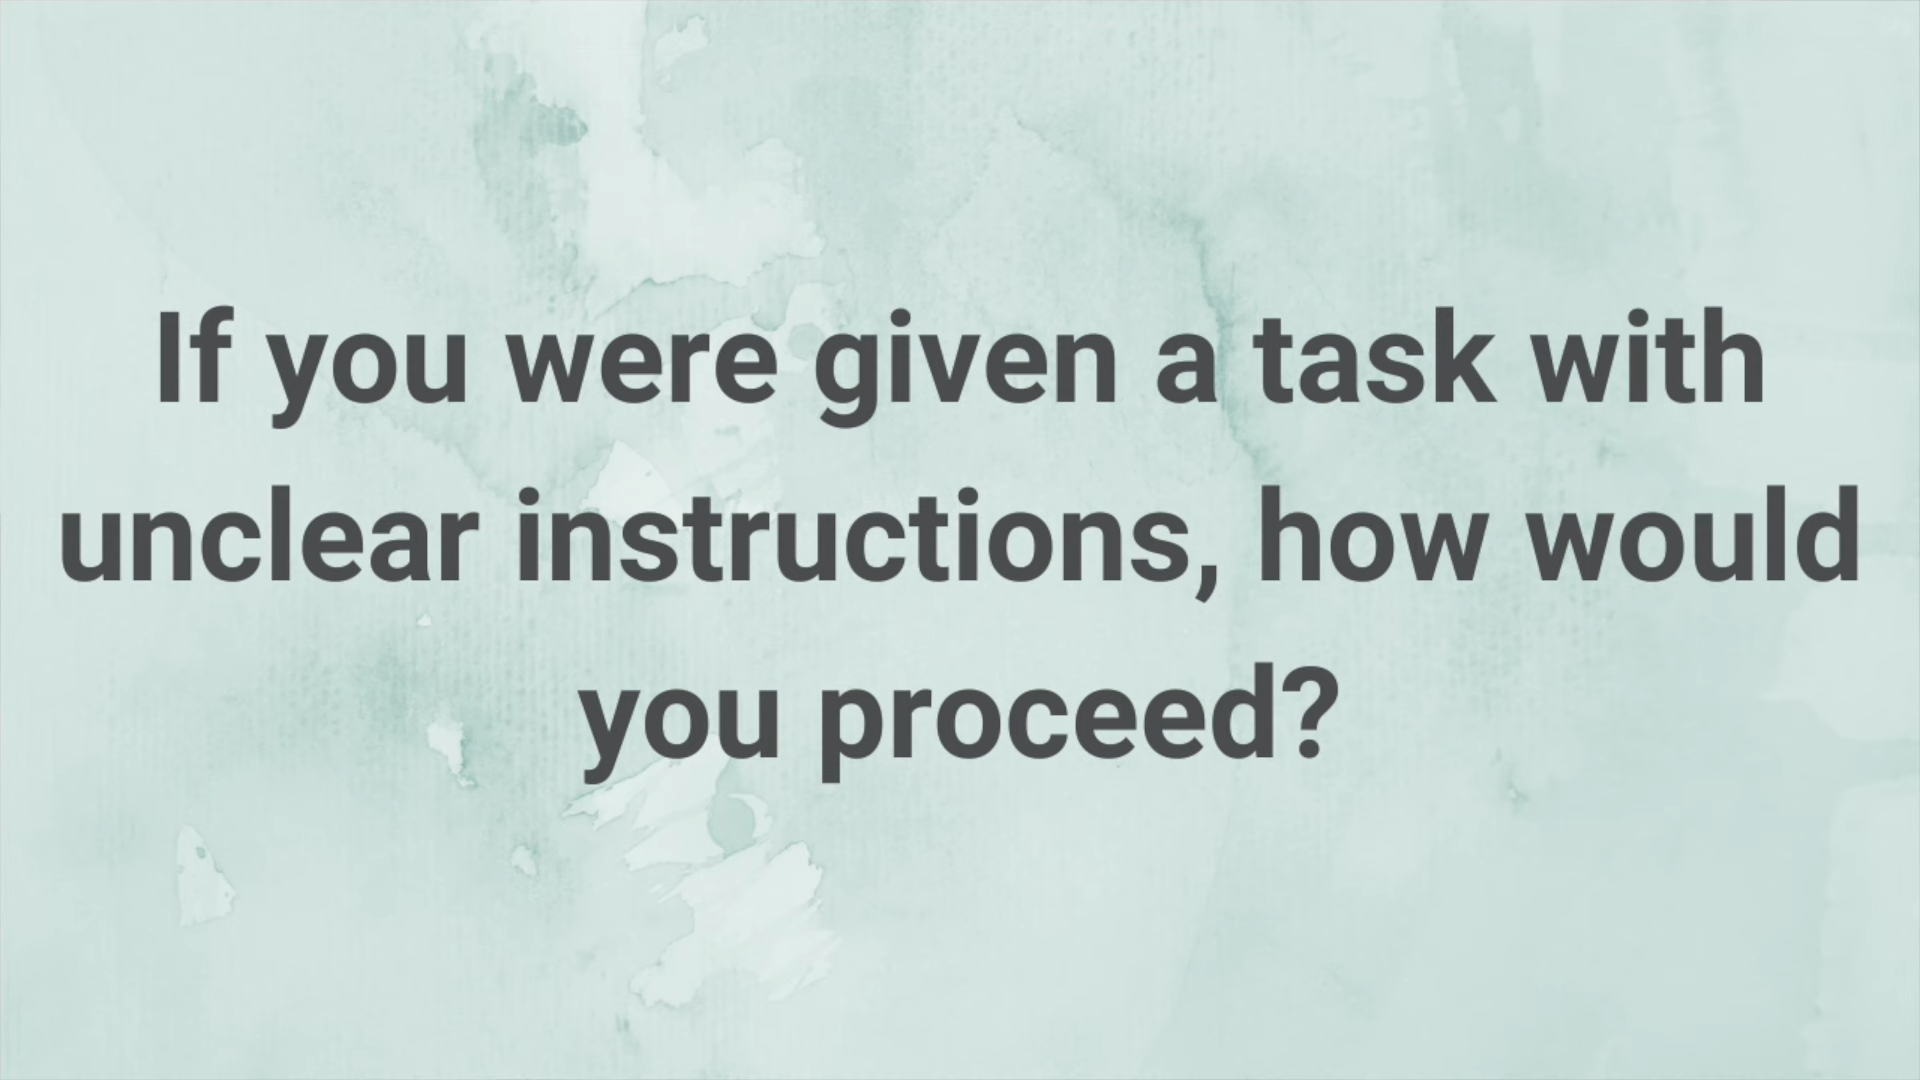 If you were given a task with
unclear instructions, how would
you proceed?